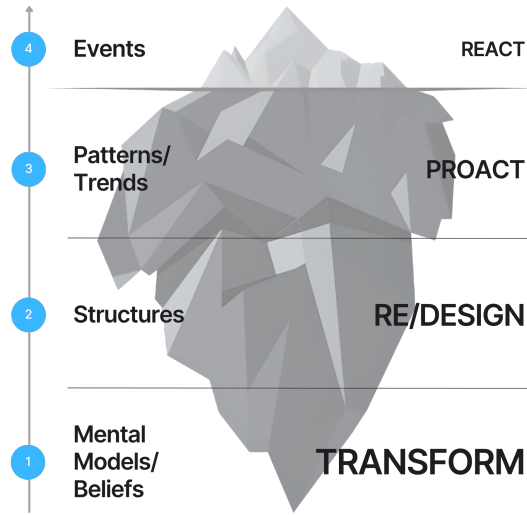 4
Events
REACT
3
Patterns/
Trends
PROACT
2
Structures
RE/DESIGN
1
Mental
Models/
Beliefs
TRANSFORM